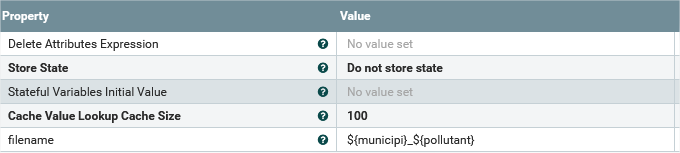 Property Value
Delete Attributes Expression ? No value set
Store State ? Do not store state
Stateful Variables Initial Value ? No value set
Cache Value Lookup Cache Size ? 100
filename ? ${municipi}_${pollutant}